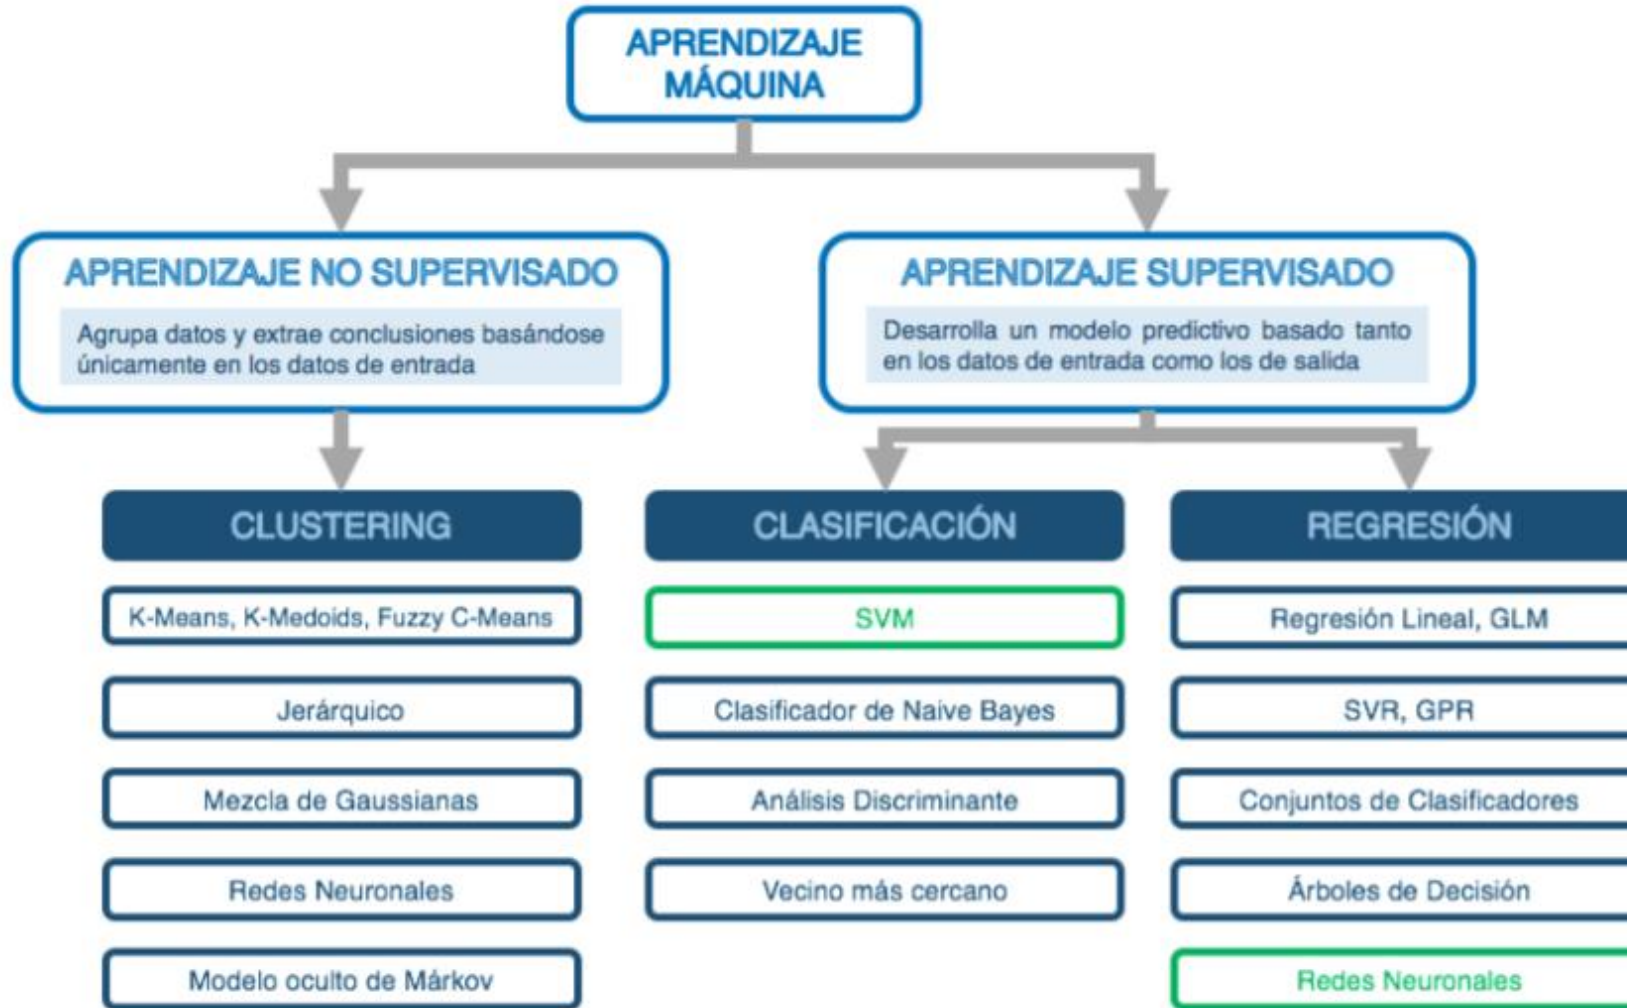 APRENDIZAJE
MÁQUINA
APRENDIZAJE NO SUPERVISADO
Agrupa datos y extrae conclusiones basándose
únicamente en los datos de entrada
APRENDIZAJE SUPERVISADO
Desarrolla un modelo predictivo basado tanto
en los datos de entrada como los de salida
CLUSTERING
K-Means, K-Medoids, Fuzzy C-Means
Jerárquico
Mezcla de Gaussianas
Redes Neuronales
Modelo oculto de Márkov
CLASIFICACIÓN
SVM
Clasificador de Naive Bayes
Análisis Discriminante
Vecino más cercano
REGRESIÓN
Regresión Lineal, GLM
SVR, GPR
Conjuntos de Clasificadores
Árboles de Decisión
Redes Neuronales